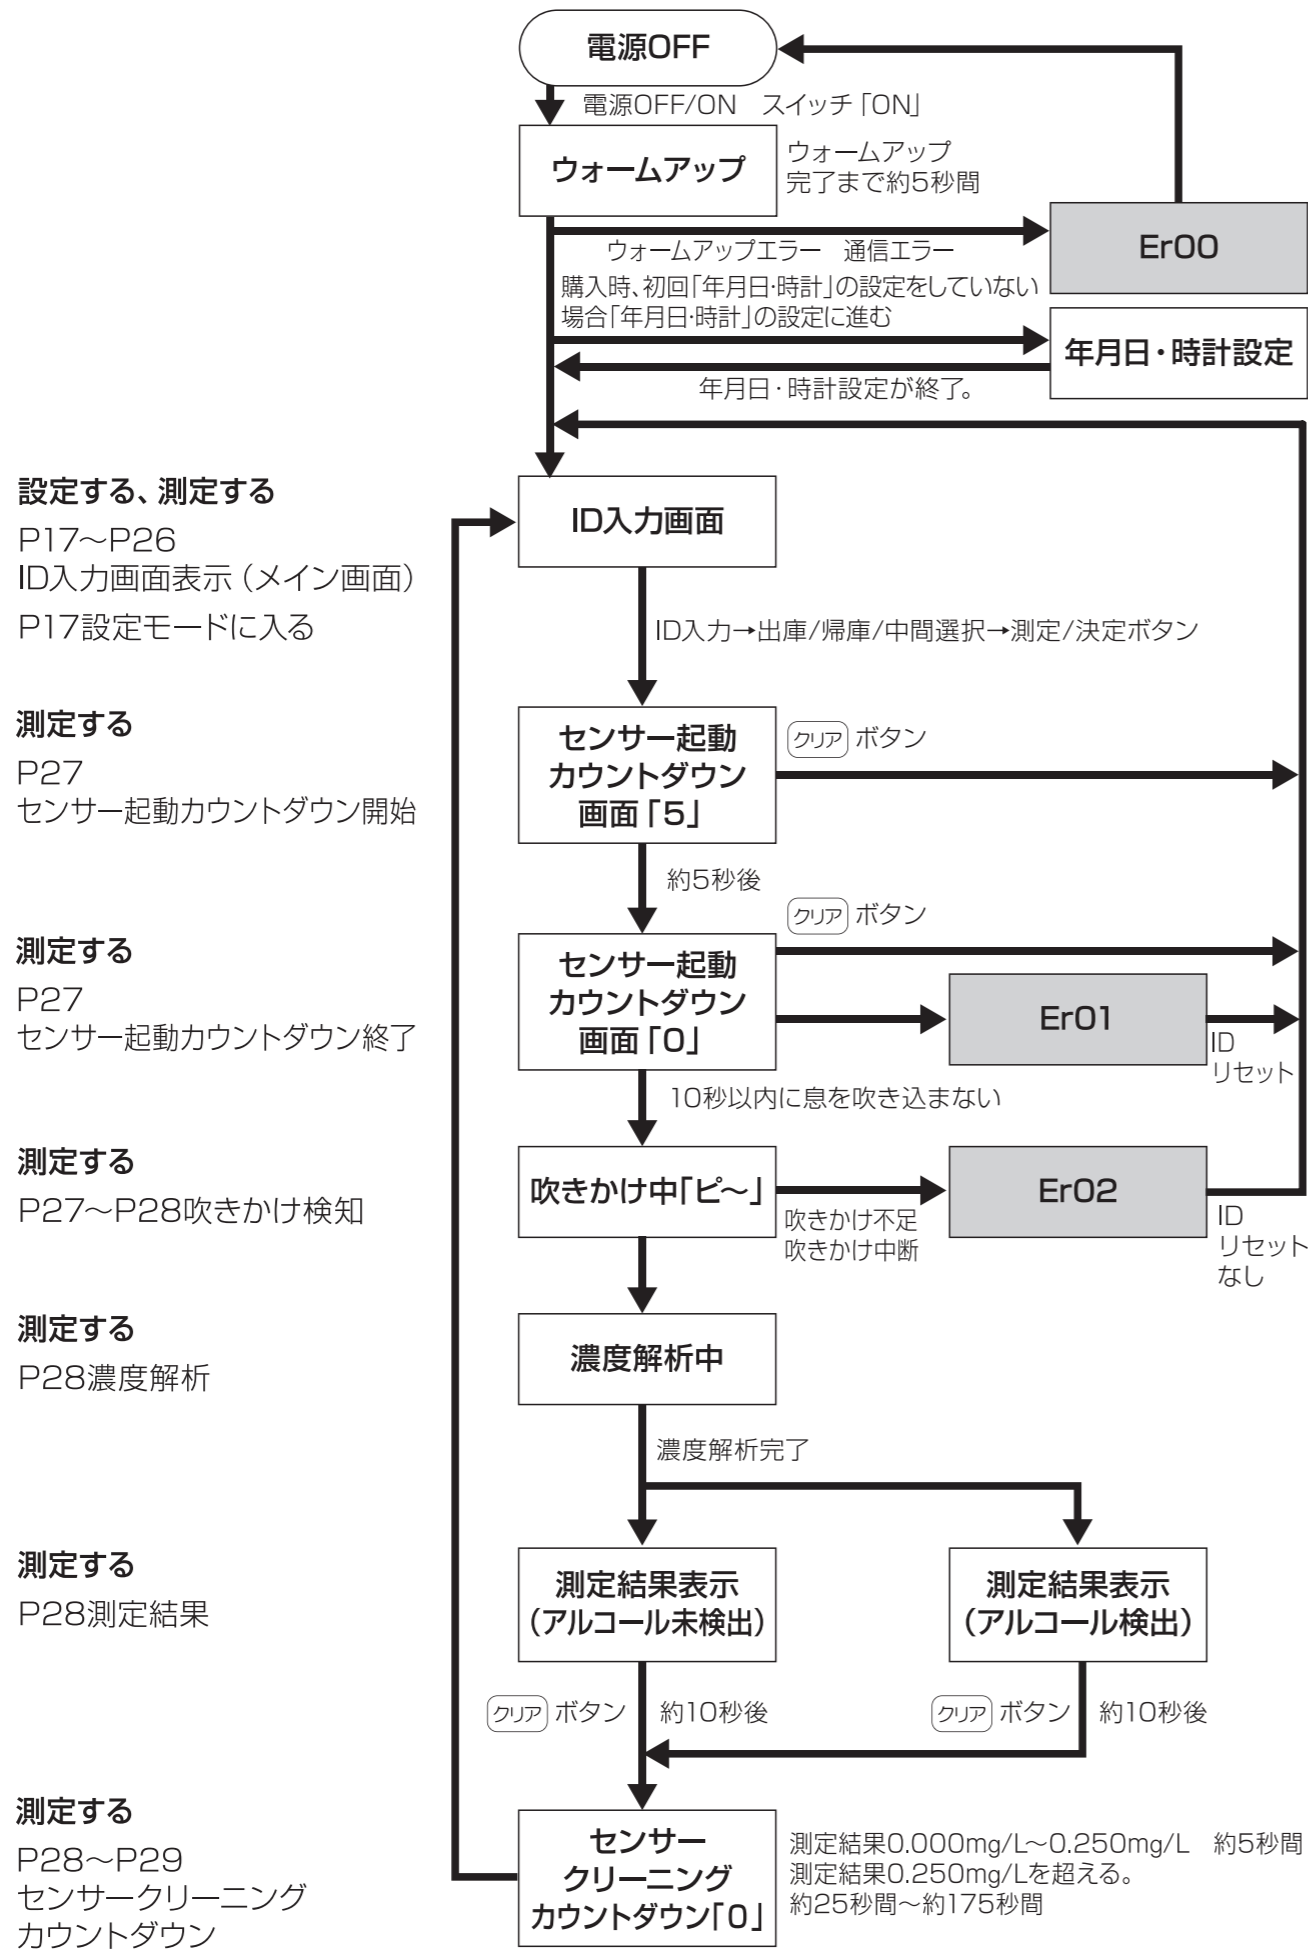 電源OFF
電源OFF/ON スイッチ「ON」
ウォームアップ
ウォームアップ
完了まで約5秒間
ウォームアップエラー 通信エラー
Er00
購入時、初回「年月日・時計」の設定をしていない
場合「年月日・時計」の設定に進む
年月日・時計設定
年月日・時計設定が終了。
設定する、測定する
P17～P26
ID入力画面表示（メイン画面）
P17設定モードに入る
ID入力画面
ID入力→出庫/帰庫/中間選択→測定/決定ボタン
測定する
P27
センサー起動カウントダウン開始
センサー起動
カウントダウン
画面「5」
クリア ボタン
約5秒後
測定する
P27
センサー起動カウントダウン終了
センサー起動
カウントダウン
画面「0」
クリア ボタン
Er01
ID
リセット
10秒以内に息を吹き込まない
測定する
P27～P28吹きかけ検知
吹きかけ中「ピ～」
吹きかけ不足
吹きかけ中断
Er02
ID
リセット
なし
測定する
P28濃度解析
濃度解析中
濃度解析完了
測定する
P28測定結果
測定結果表示
（アルコール未検出）
測定結果表示
（アルコール検出）
クリア ボタン 約10秒後
クリア ボタン 約10秒後
測定する
P28～P29
センサークリーニング
カウントダウン
センサー
クリーニング
カウントダウン「0」
測定結果0.000mg/L～0.250mg/L 約5秒間
測定結果0.250mg/Lを超える。
約25秒間～約175秒間